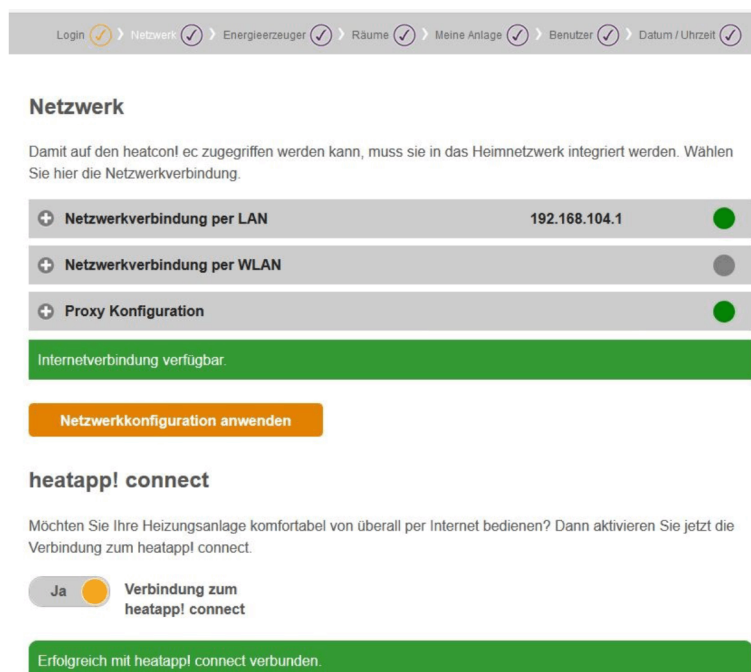 Login Netzwerk Energieerzeuger Räume Meine Anlage Benutzer Datum / Uhrzeit
Netzwerk
Damit auf den heatcon! ec zugegriffen werden kann, muss sie in das Heimnetzwerk integriert werden. Wählen
Sie hier die Netzwerkverbindung.
Netzwerkverbindung per LAN 192.168.104.1
Netzwerkverbindung per WLAN
Proxy Konfiguration
Internetverbindung verfügbar.
Netzwerkkonfiguration anwenden
heatapp! connect
Möchten Sie Ihre Heizungsanlage komfortabel von überall per Internet bedienen? Dann aktivieren Sie jetzt die
Verbindung zum heatapp! connect.
Ja Verbindung zum
heatapp! connect
Erfolgreich mit heatapp! connect verbunden.